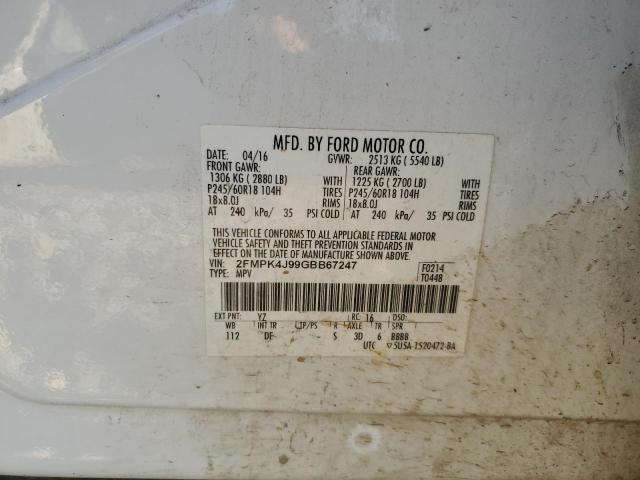 MFD. BY FORD MOTOR CO.
DATE: 04/16 GVWR: 2513 KG ( 5540 LB)
FRONT GAWR: REAR GAWR:
1306 KG ( 2880 LB) WITH 1225 KG ( 2700 LB) WITH
P245/60R18 104H TIRES P245/60R18 104H TIRES
18x8.0J RIMS 18x8.0J RIMS
AT 240 kPa/ 35 PSI COLD AT 240 kPa/ 35 PSI COLD
THIS VEHICLE CONFORMS TO ALL APPLICABLE FEDERAL MOTOR
VEHICLE SAFETY AND THEFT PREVENTION STANDARDS IN
EFFECT ON THE DATE OF MANUFACTURE SHOWN ABOVE.
VIN: 2FMPK4J99GBB67247 F0214
TYPE: MPV T0448
EXT PNT: YZ RC: 16 DSO:
WB INT TR TP/PS R AXLE TR SPR
112 DF S 3D 6 BBBB
UTC ▽5U5A-1520472-BA